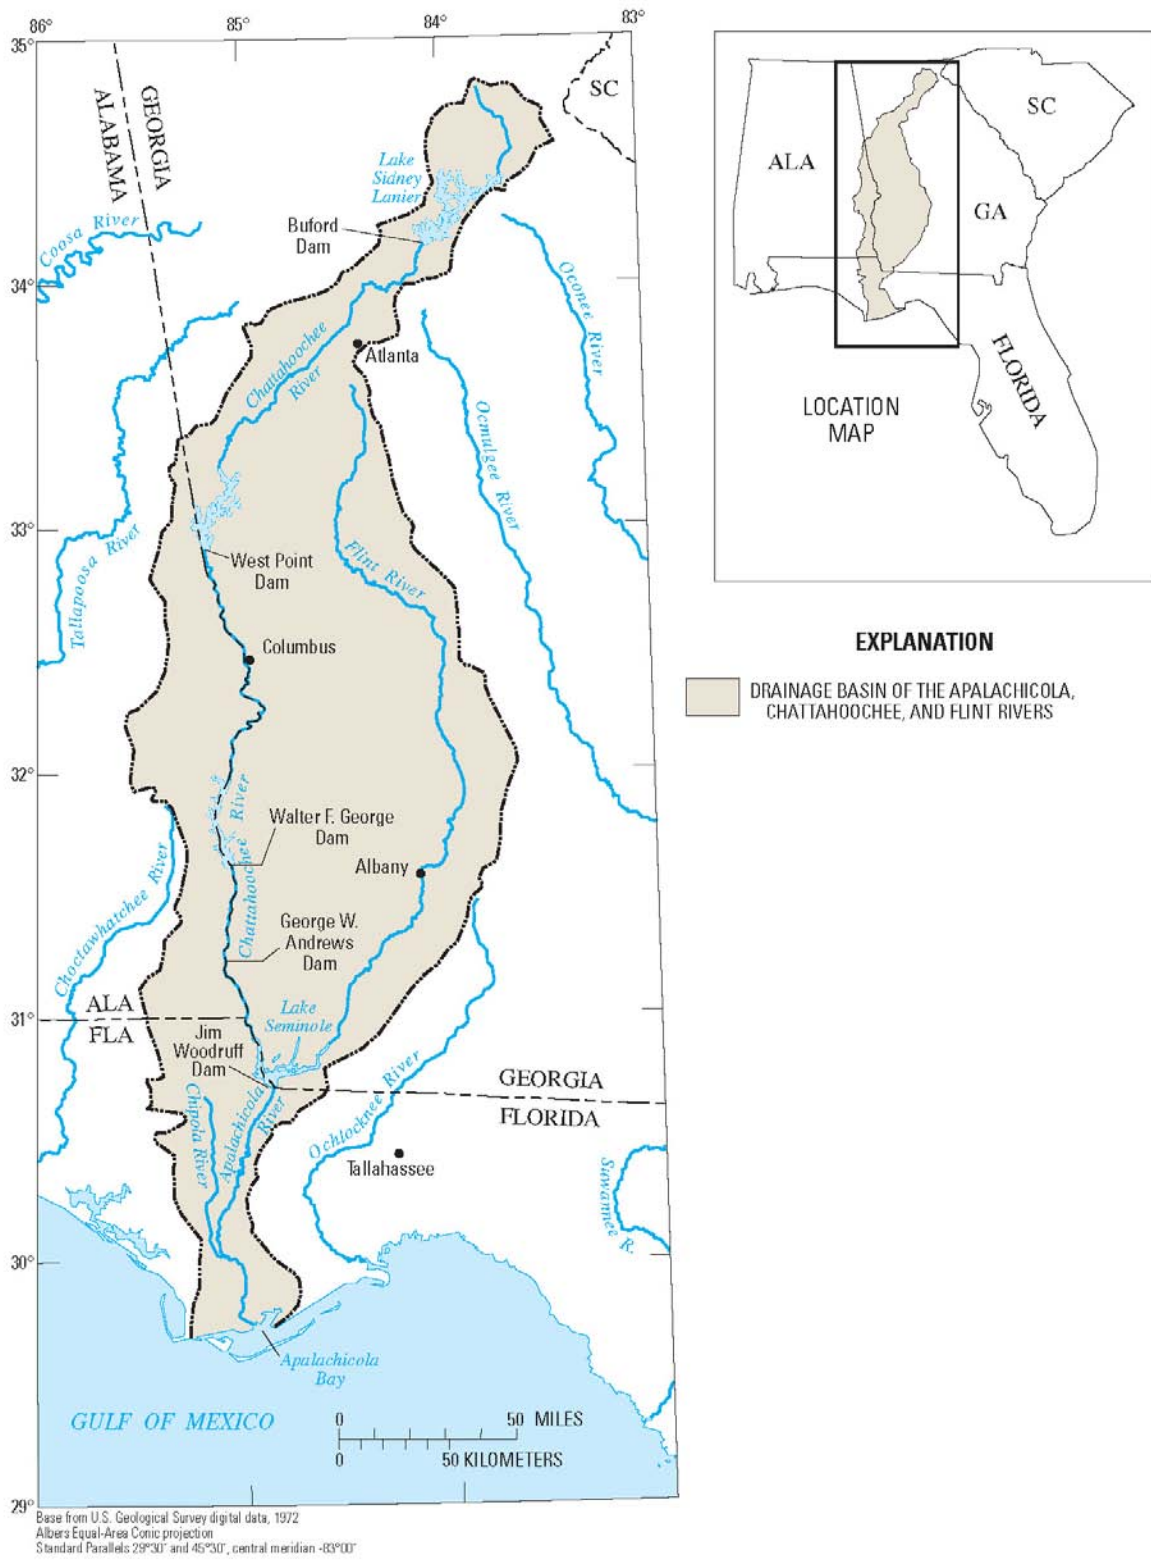 86°
85°
84°
83°
35°
34°
33°
32°
31°
30°
29°
GEORGIA
ALABAMA
SC
Coosa River
Lake
Sidney
Lanier
Buford
Dam
Oconee River
Chattahoochee
River
Atlanta
Ocmulgee River
Tallapoosa River
West Point
Dam
Flint River
Columbus
Chattahoochee River
Walter F. George
Dam
Albany
Choctawhatchee River
George W.
Andrews
Dam
ALA
FLA
Lake
Seminole
Jim
Woodruff
Dam
GEORGIA
FLORIDA
Chipola River
Apalachicola
River
Ochlocknee River
Tallahassee
Suwannee R.
Apalachicola
Bay
GULF OF MEXICO
0 50 MILES
0 50 KILOMETERS
Base from U.S. Geological Survey digital data, 1972
Albers Equal-Area Conic projection
Standard Parallels 29°30' and 45°30', central meridian -83°00'
ALA
SC
GA
FLORIDA
LOCATION
MAP
EXPLANATION
DRAINAGE BASIN OF THE APALACHICOLA,
CHATTAHOOCHEE, AND FLINT RIVERS